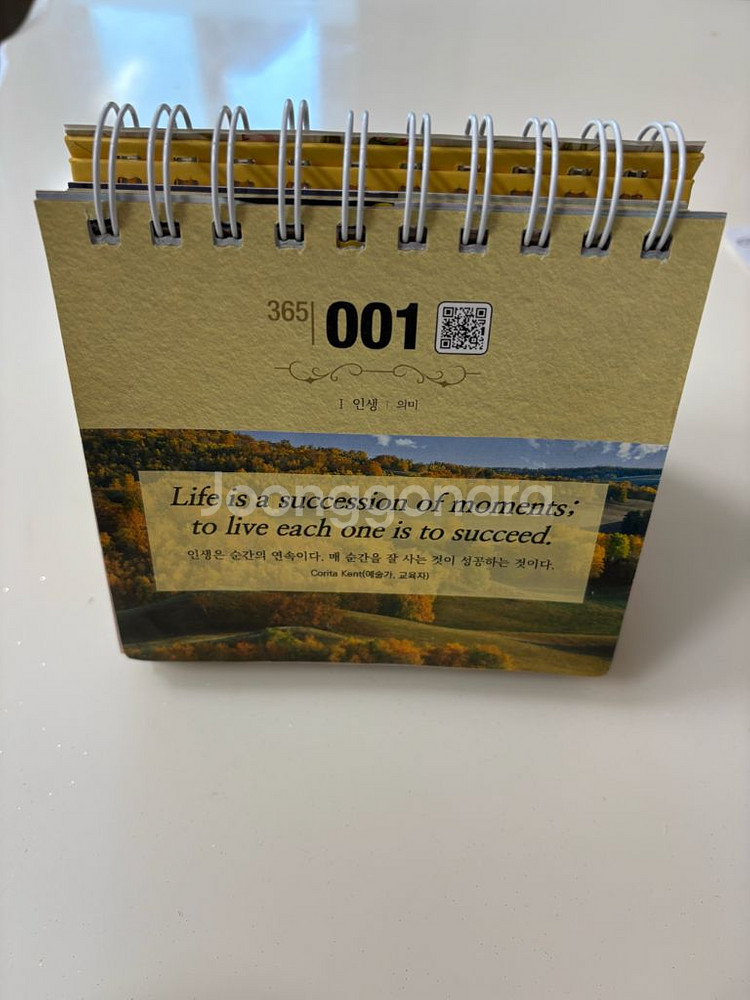 365 001
I 인생 | 의미
Life is a succession of moments;
to live each one is to succeed.
인생은 순간의 연속이다. 매 순간을 잘 사는 것이 성공하는 것이다.
Corita Kent(예술가, 교육자)
Joonggonara